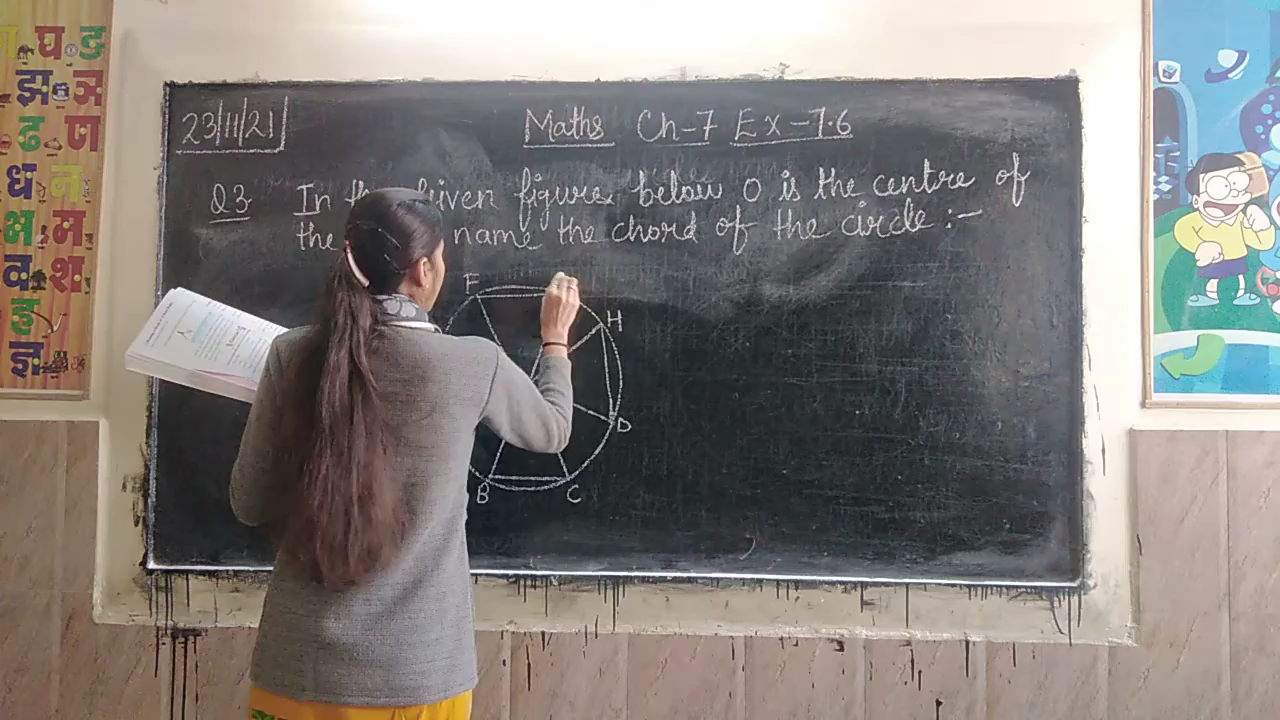 23/11/21
Maths Ch-7 Ex-7.6
Q3 In the given figure below O is the centre of
the name the chord of the circle :-
F
H
D
B C
घ ङ
झ ञ
ढ ण
ध न
म
व श
ज्ञ